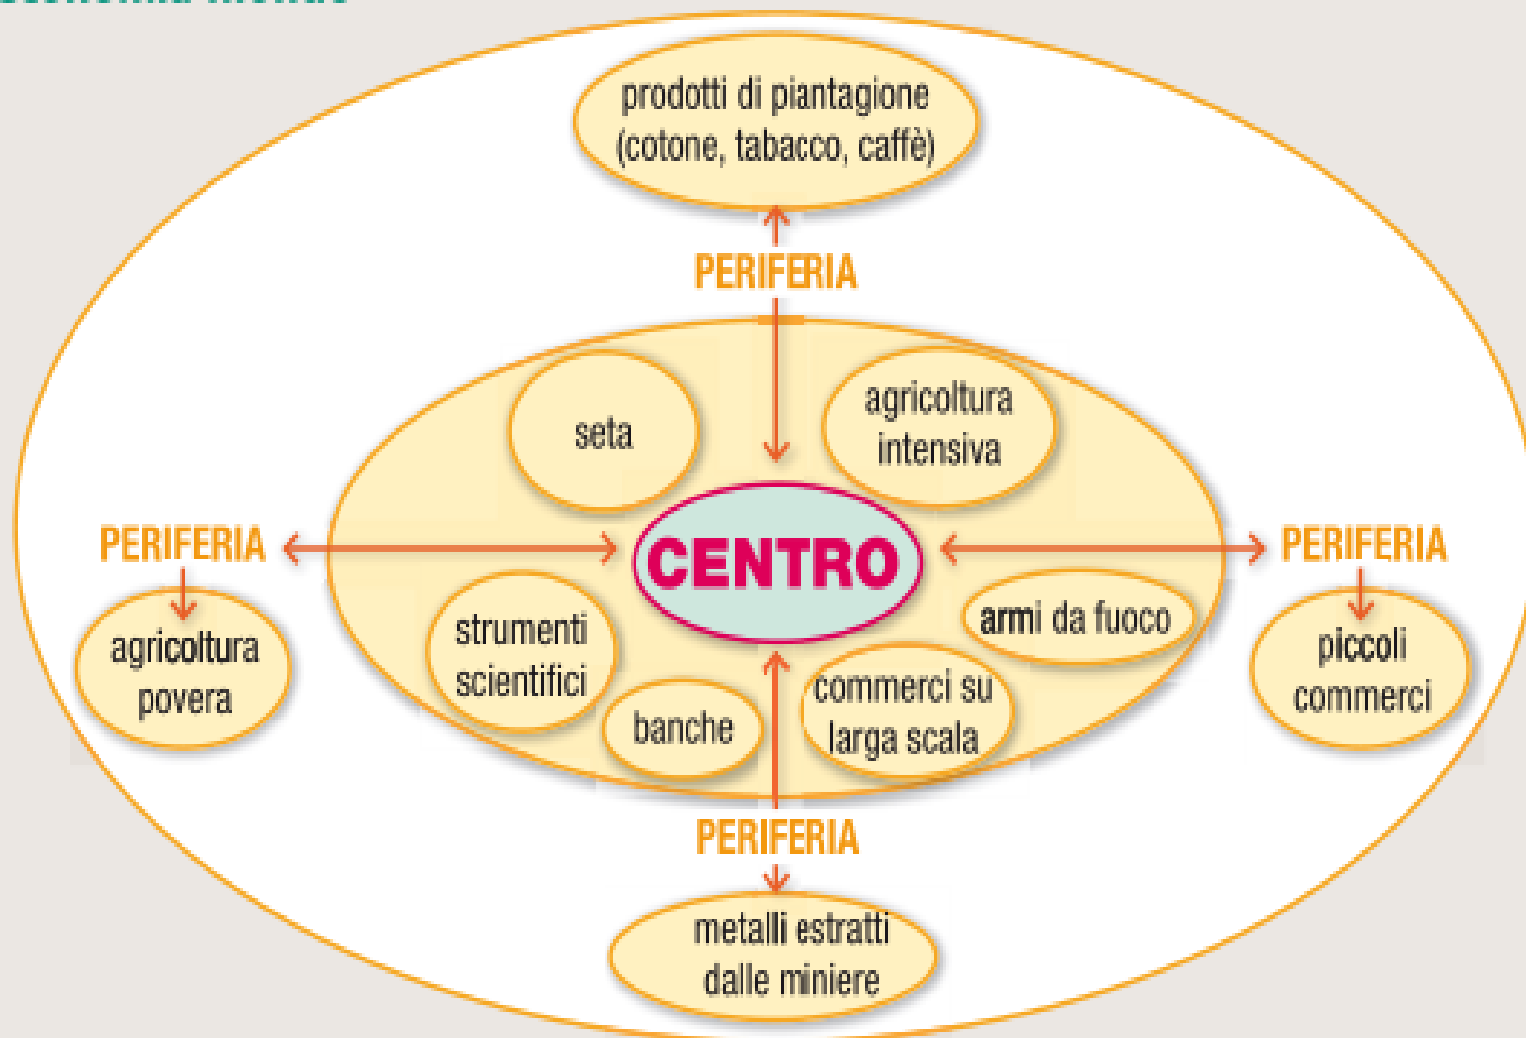 prodotti di piantagione
(cotone, tabacco, caffè)
PERIFERIA
seta
agricoltura
intensiva
PERIFERIA
CENTRO
PERIFERIA
agricoltura
povera
strumenti
scientifici
banche
commerci su
larga scala
armi da fuoco
piccoli
commerci
PERIFERIA
metalli estratti
dalle miniere